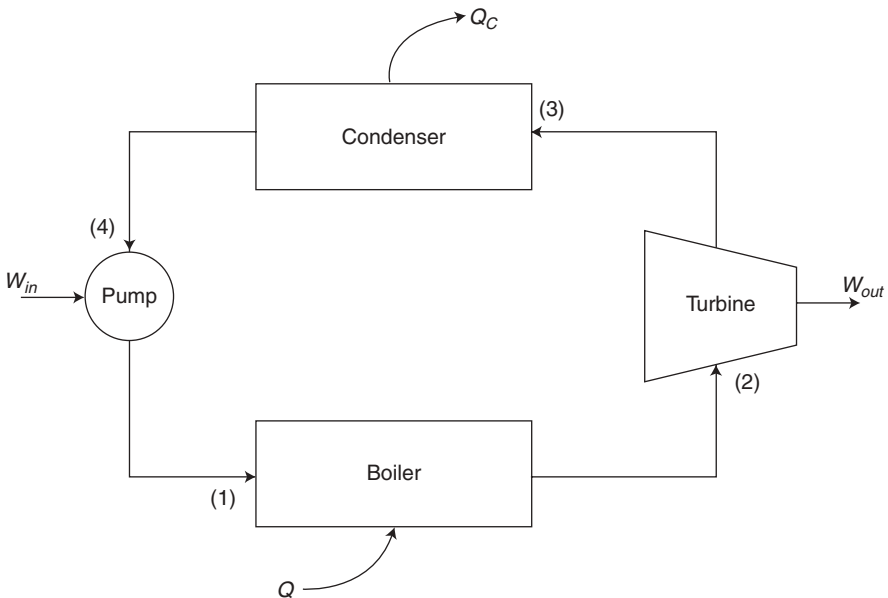 Q_C
(3)
Condenser
(4)
W_in
Pump
Turbine
W_out
(2)
Boiler
(1)
Q